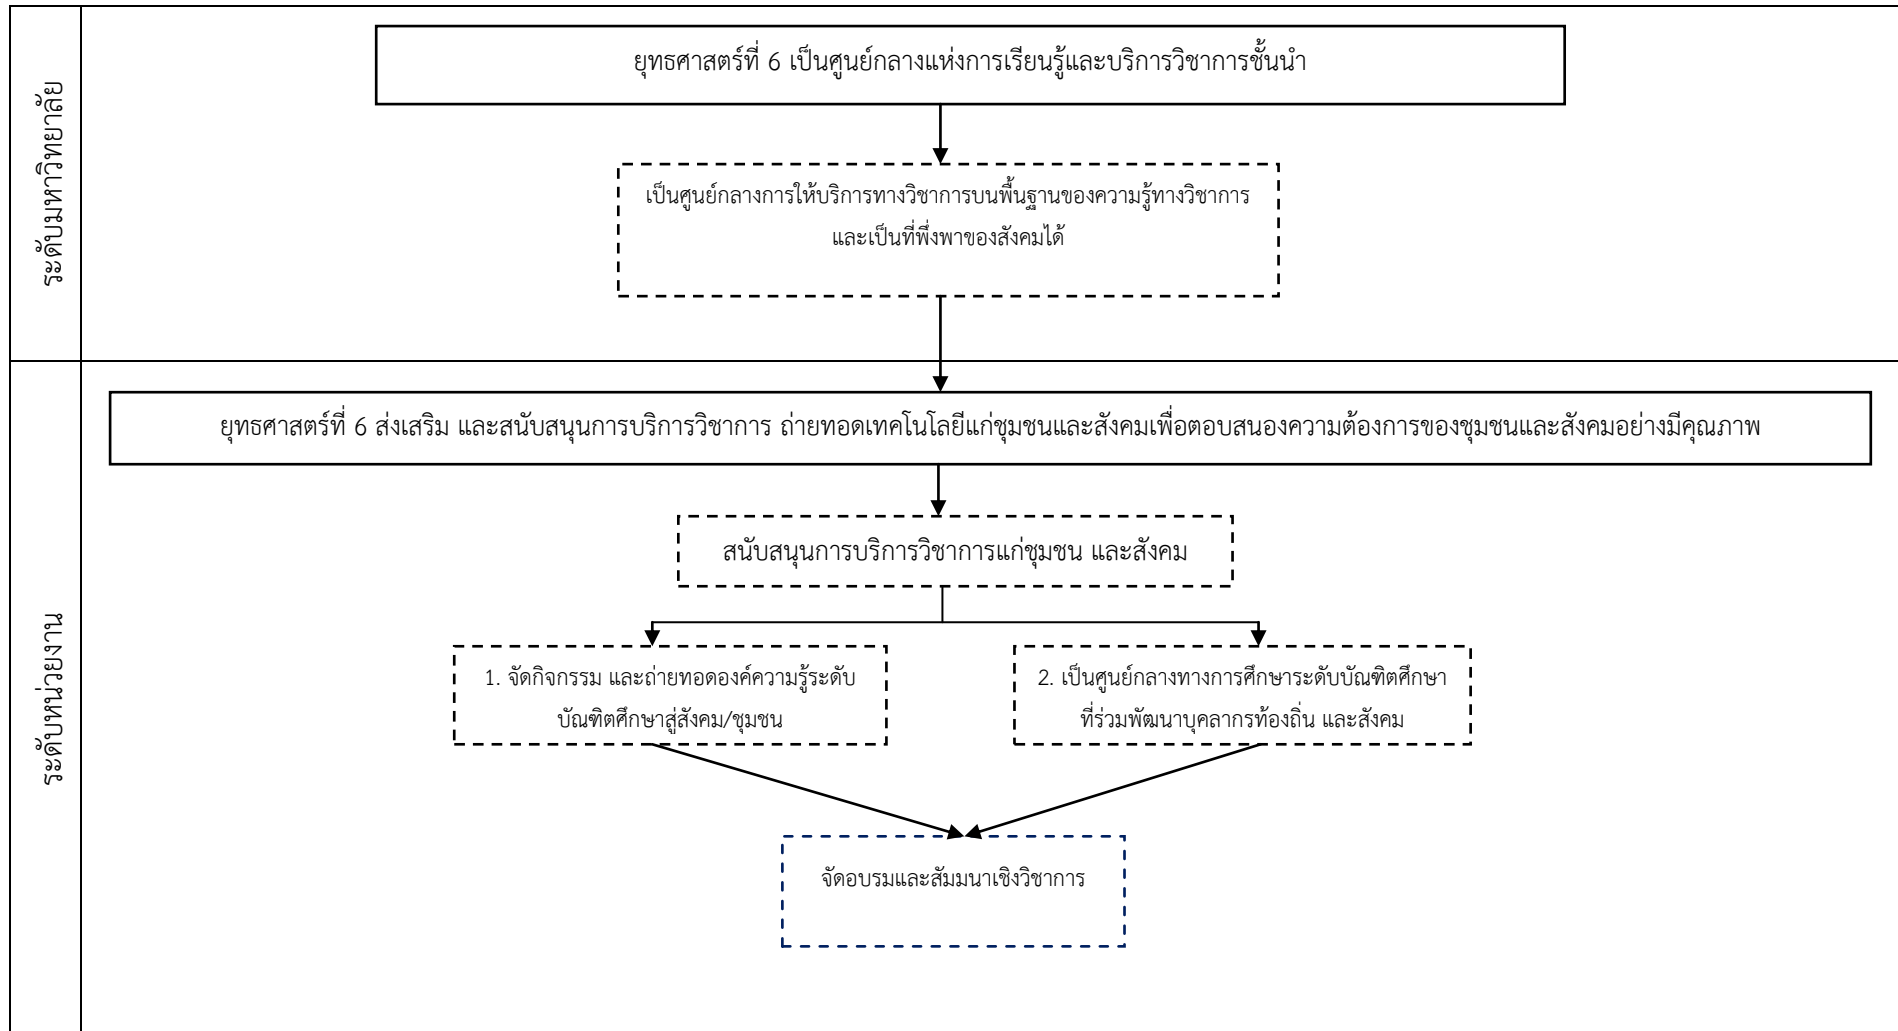 ระดับมหาวิทยาลัย
ยุทธศาสตร์ที่ 6 เป็นศูนย์กลางแห่งการเรียนรู้และบริการวิชาการชั้นนำ
เป็นศูนย์กลางการให้บริการทางวิชาการบนพื้นฐานของความรู้ทางวิชาการ
และเป็นที่พึ่งพาของสังคมได้
ระดับหน่วยงาน
ยุทธศาสตร์ที่ 6 ส่งเสริม และสนับสนุนการบริการวิชาการ ถ่ายทอดเทคโนโลยีแก่ชุมชนและสังคมเพื่อตอบสนองความต้องการของชุมชนและสังคมอย่างมีคุณภาพ
สนับสนุนการบริการวิชาการแก่ชุมชน และสังคม
1. จัดกิจกรรม และถ่ายทอดองค์ความรู้ระดับ
บัณฑิตศึกษาสู่สังคม/ชุมชน
2. เป็นศูนย์กลางทางการศึกษาระดับบัณฑิตศึกษา
ที่ร่วมพัฒนาบุคลากรท้องถิ่น และสังคม
จัดอบรมและสัมมนาเชิงวิชาการ